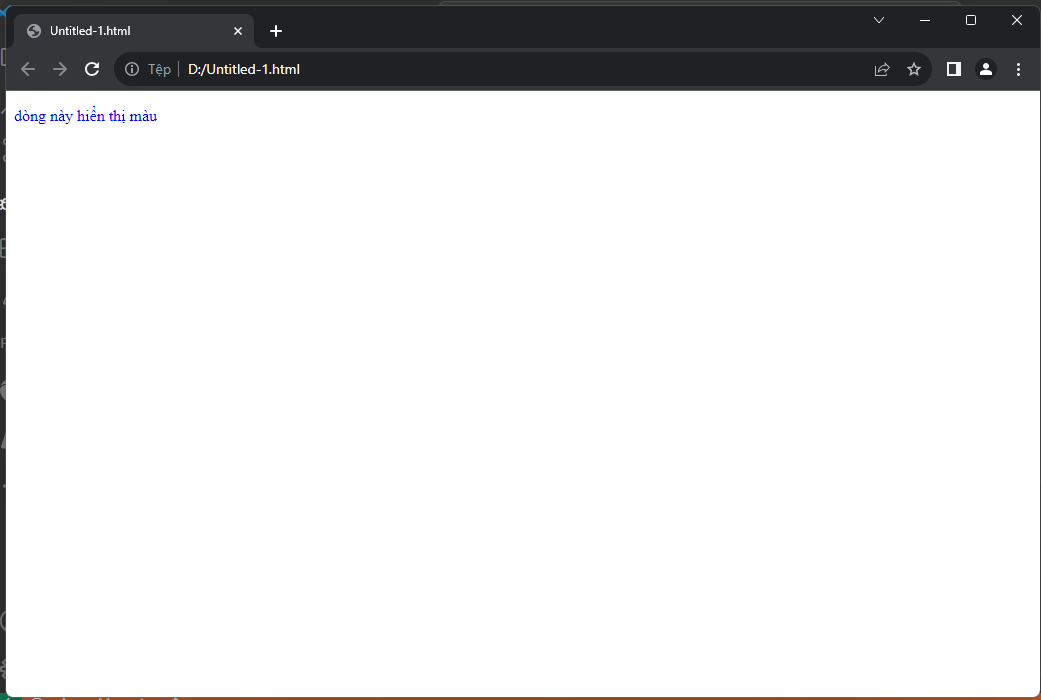 Untitled-1.html
Tệp D:/Untitled-1.html
dòng này hiển thị màu